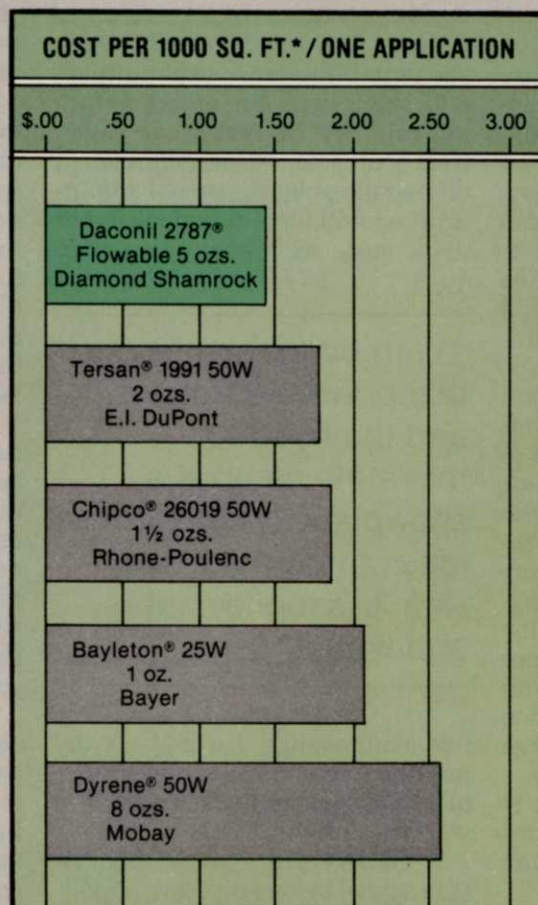 COST PER 1000 SQ. FT.* / ONE APPLICATION
$.00 .50 1.00 1.50 2.00 2.50 3.00
Daconil 2787®
Flowable 5 ozs.
Diamond Shamrock
Tersan® 1991 50W
2 ozs.
E.I. DuPont
Chipco® 26019 50W
1½ ozs.
Rhone-Poulenc
Bayleton® 25W
1 oz.
Bayer
Dyrene® 50W
8 ozs.
Mobay